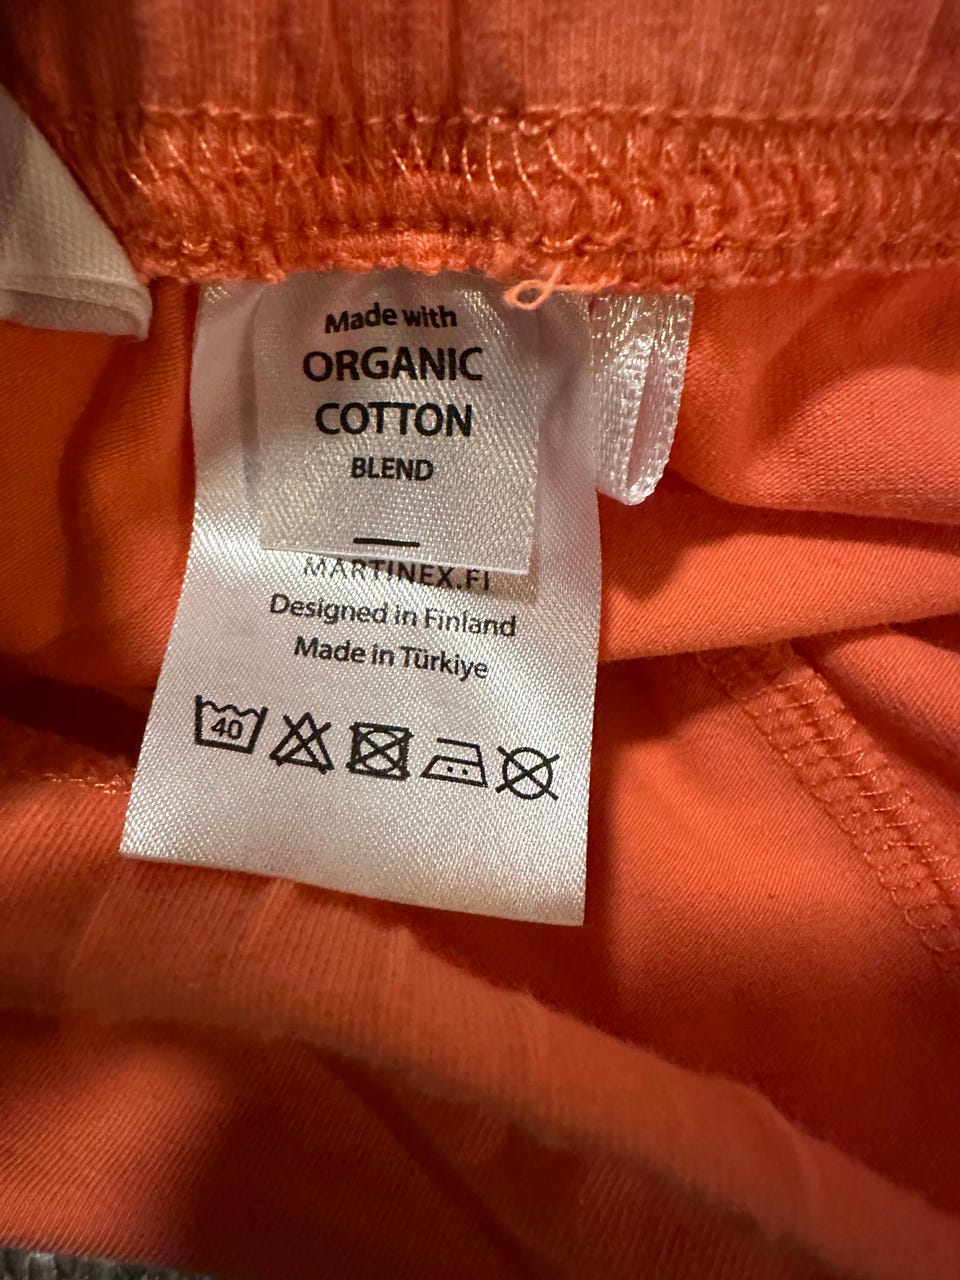 Made with
ORGANIC
COTTON
BLEND
MARTINEX.FI
Designed in Finland
Made in Türkiye
40